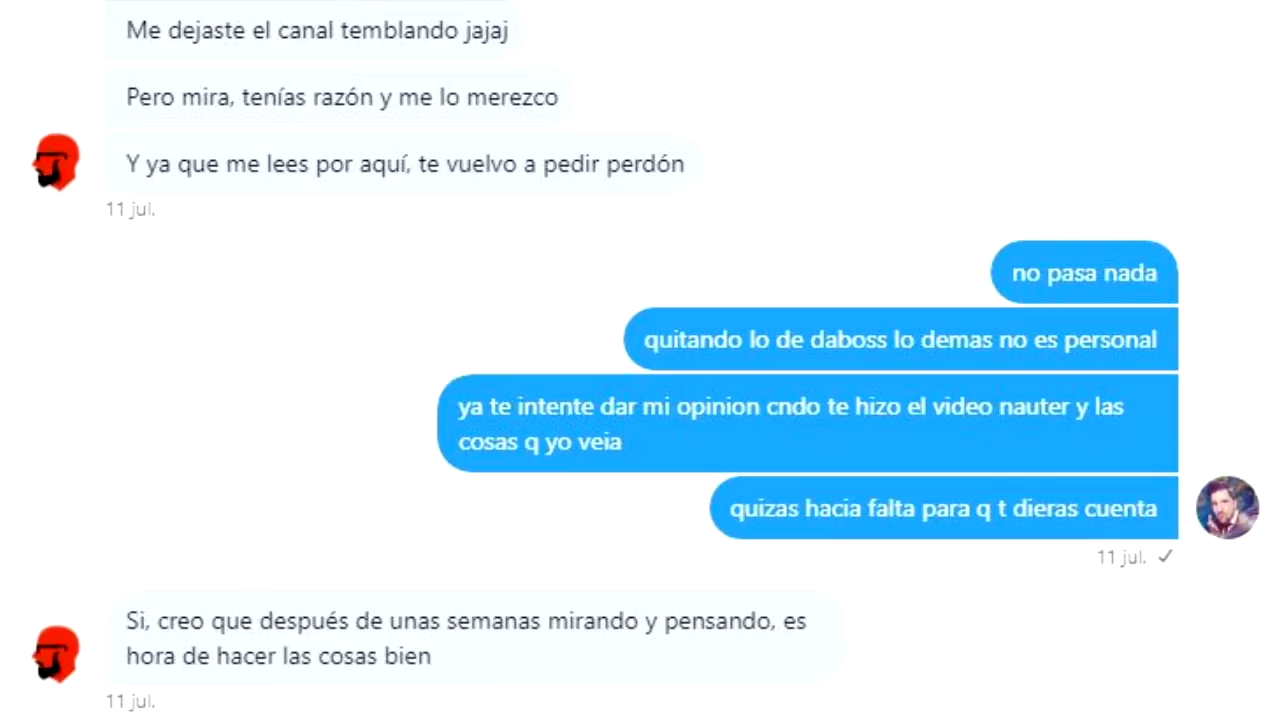 Me dejaste el canal temblando jajaj
Pero mira, tenías razón y me lo merezco
Y ya que me lees por aquí, te vuelvo a pedir perdón
11 jul.
no pasa nada
quitando lo de daboss lo demas no es personal
ya te intente dar mi opinion cndo te hizo el video nauter y las
cosas q yo veia
quizas hacia falta para q t dieras cuenta
11 jul. ✓
Si, creo que después de unas semanas mirando y pensando, es
hora de hacer las cosas bien
11 jul.